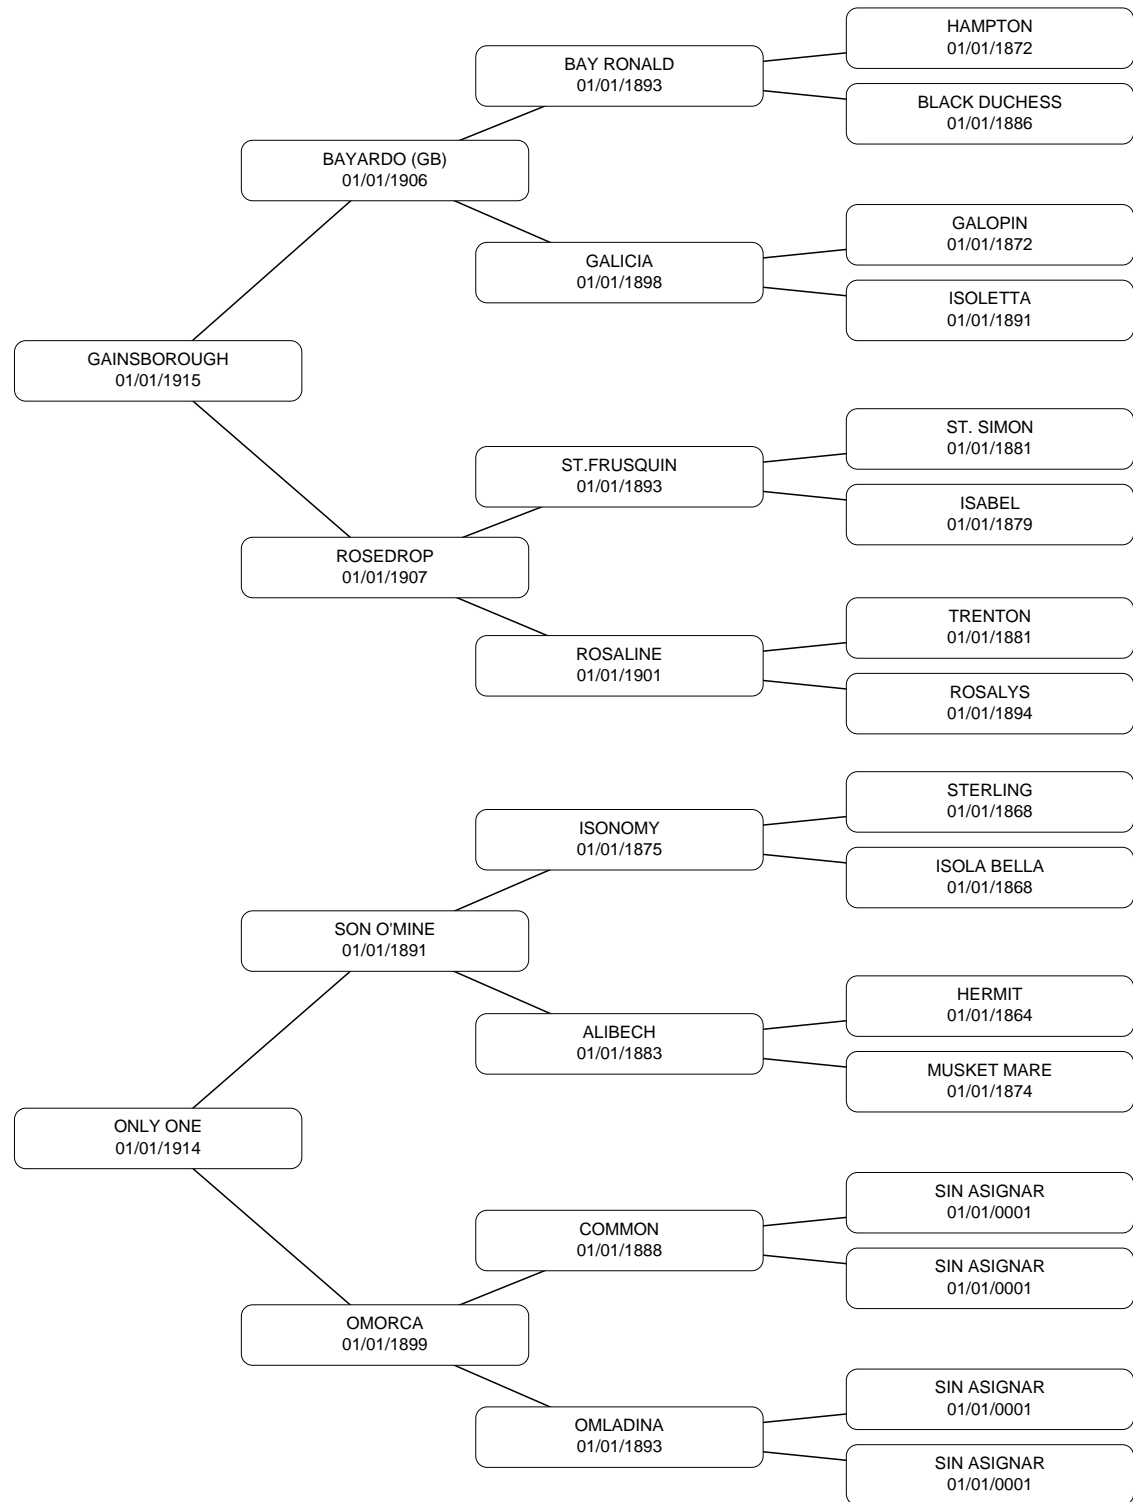 HAMPTON
01/01/1872
BAY RONALD
01/01/1893
BLACK DUCHESS
01/01/1886
BAYARDO (GB)
01/01/1906
GALOPIN
01/01/1872
GALICIA
01/01/1898
ISOLETTA
01/01/1891
GAINSBOROUGH
01/01/1915
ST. SIMON
01/01/1881
ST.FRUSQUIN
01/01/1893
ISABEL
01/01/1879
ROSEDROP
01/01/1907
TRENTON
01/01/1881
ROSALINE
01/01/1901
ROSALYS
01/01/1894
STERLING
01/01/1868
ISONOMY
01/01/1875
ISOLA BELLA
01/01/1868
SON O'MINE
01/01/1891
HERMIT
01/01/1864
ALIBECH
01/01/1883
MUSKET MARE
01/01/1874
ONLY ONE
01/01/1914
SIN ASIGNAR
01/01/0001
COMMON
01/01/1888
SIN ASIGNAR
01/01/0001
OMORCA
01/01/1899
SIN ASIGNAR
01/01/0001
OMLADINA
01/01/1893
SIN ASIGNAR
01/01/0001